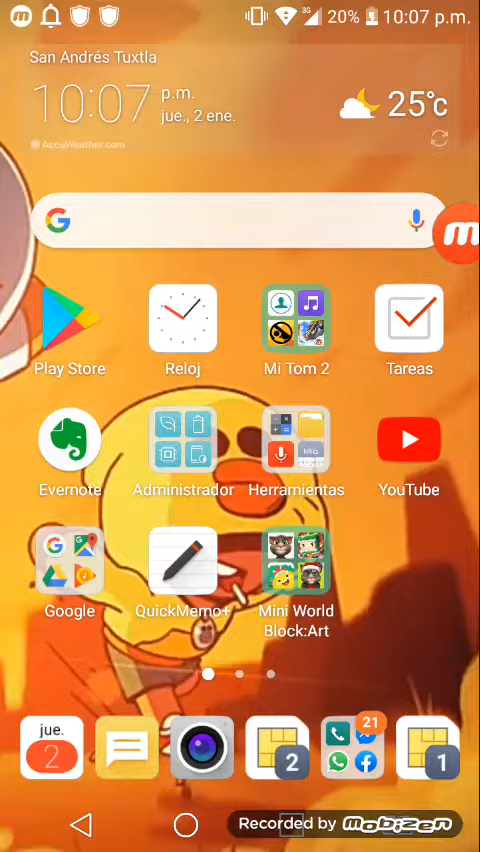 3G 20% 10:07 p.m.
San Andrés Tuxtla
10:07 p.m.
jue., 2 ene.
25°c
AccuWeather.com
Play Store
Reloj
Mi Tom 2
Tareas
MHz
Evernote
Administrador
Herramientas
YouTube
Google
QuickMemo+
Mini World
Block:Art
jue.
2
2
21
1
Recorded by mobizen